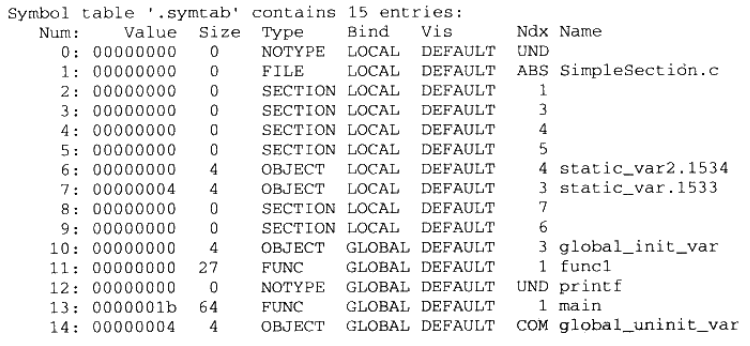 Symbol table '.symtab' contains 15 entries:
Num: Value Size Type Bind Vis Ndx Name
0: 00000000 0 NOTYPE LOCAL DEFAULT UND
1: 00000000 0 FILE LOCAL DEFAULT ABS SimpleSection.c
2: 00000000 0 SECTION LOCAL DEFAULT 1
3: 00000000 0 SECTION LOCAL DEFAULT 3
4: 00000000 0 SECTION LOCAL DEFAULT 4
5: 00000000 0 SECTION LOCAL DEFAULT 5
6: 00000000 4 OBJECT LOCAL DEFAULT 4 static_var2.1534
7: 00000004 4 OBJECT LOCAL DEFAULT 3 static_var.1533
8: 00000000 0 SECTION LOCAL DEFAULT 7
9: 00000000 0 SECTION LOCAL DEFAULT 6
10: 00000000 4 OBJECT GLOBAL DEFAULT 3 global_init_var
11: 00000000 27 FUNC GLOBAL DEFAULT 1 func1
12: 00000000 0 NOTYPE GLOBAL DEFAULT UND printf
13: 0000001b 64 FUNC GLOBAL DEFAULT 1 main
14: 00000004 4 OBJECT GLOBAL DEFAULT COM global_uninit_var